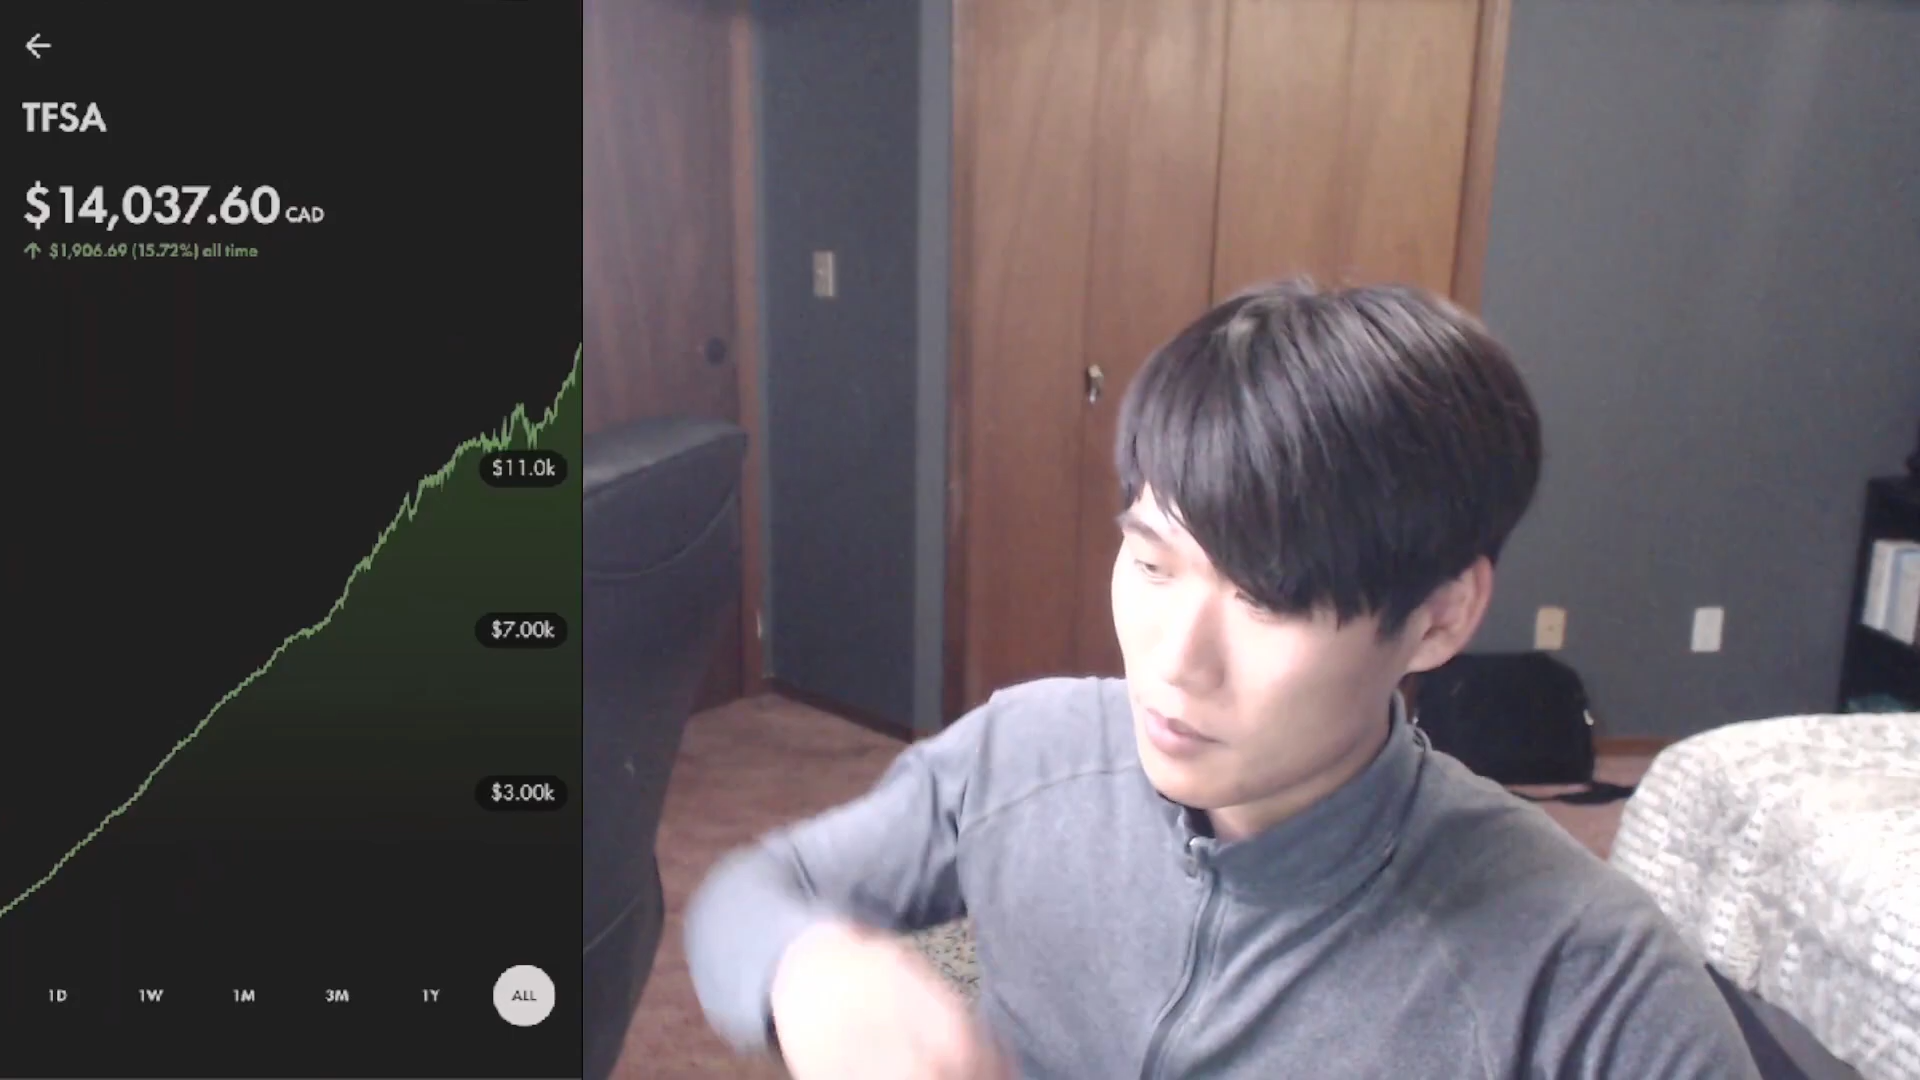 TFSA
$14,037.60 CAD
↑ $1,906.69 (15.72%) all time
$11.0k
$7.00k
$3.00k
1D 1W 1M 3M 1Y ALL